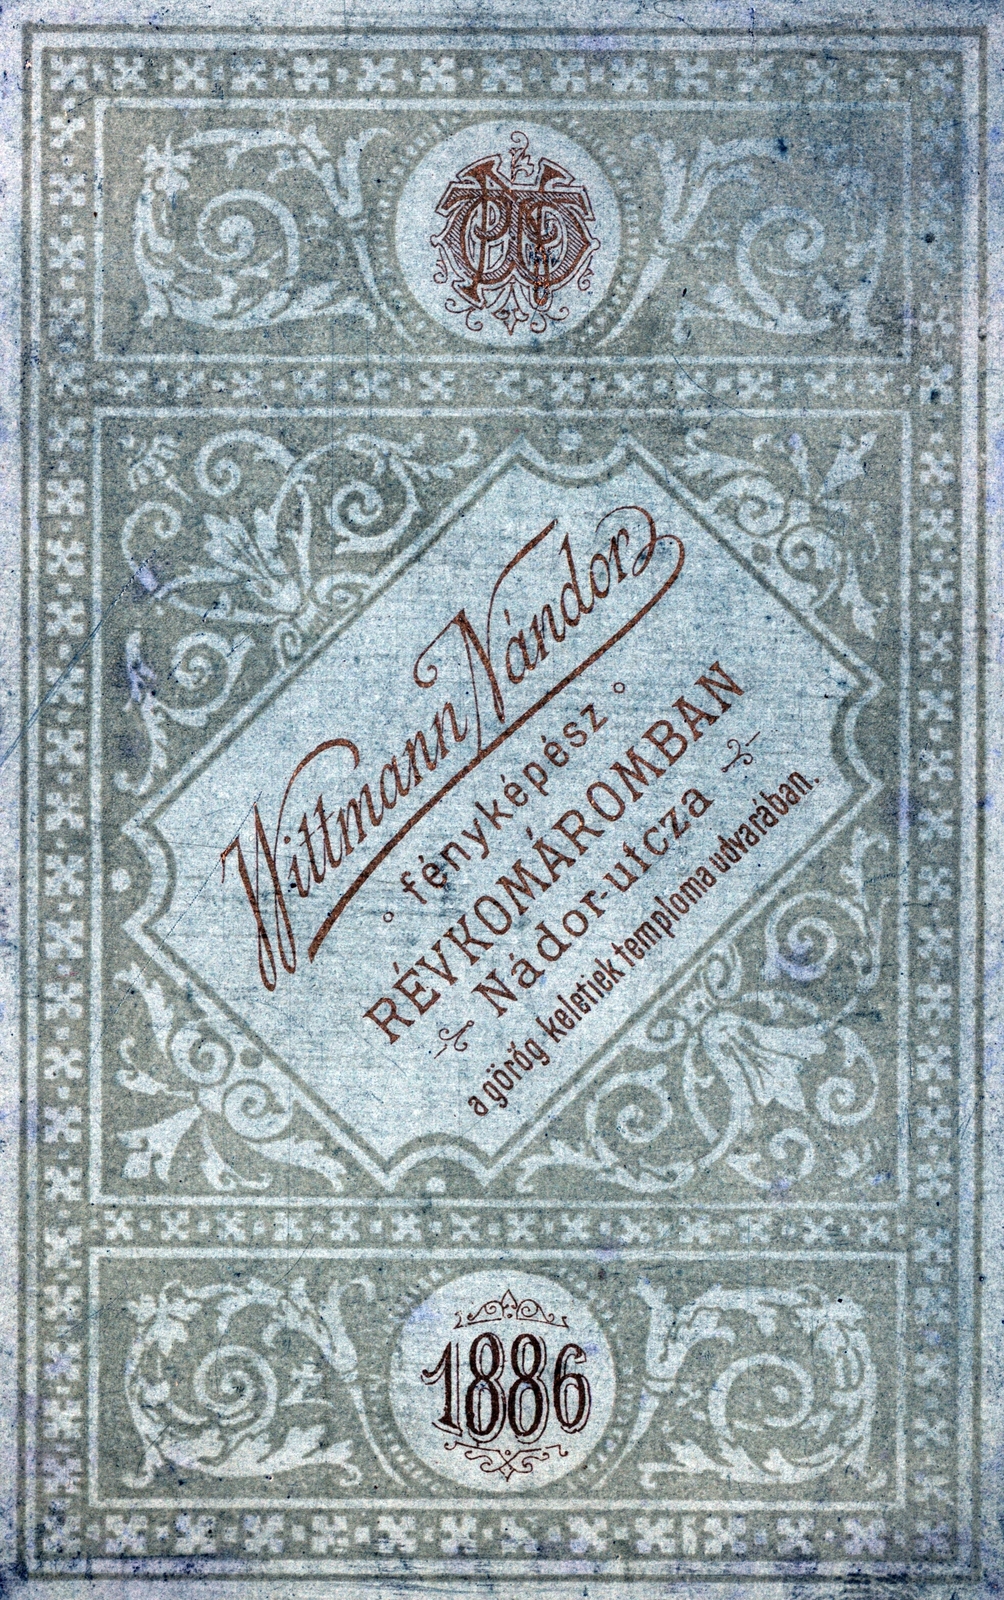 Wittmann Nándor
fényképész
RÉVKOMÁROMBAN
Nádor-utcza
a görög keletiek temploma udvarában.
1886